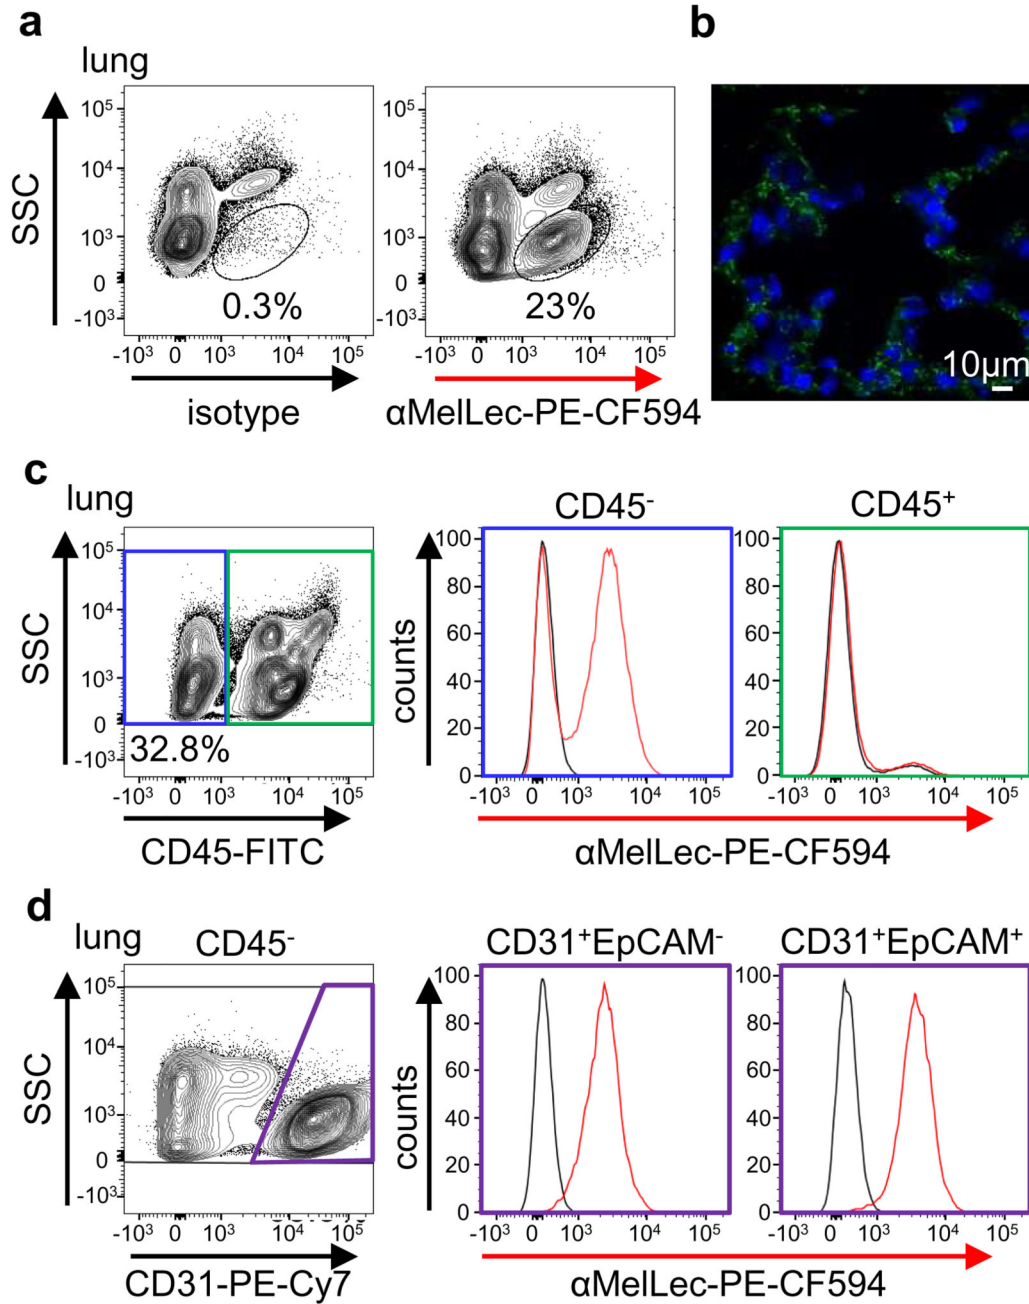 a
b
lung
10⁵
10⁴
10³
0
-10³
SSC
0.3%
-10³ 0 10³ 10⁴ 10⁵
isotype
10⁵
10⁴
10³
0
-10³
23%
-10³ 0 10³ 10⁴ 10⁵
αMelLec-PE-CF594
10µm
c
lung
10⁵
10⁴
10³
0
-10³
SSC
32.8%
-10³ 0 10³ 10⁴ 10⁵
CD45-FITC
CD45⁻
CD45⁺
counts
100
80
60
40
20
0
-10³ 0 10³ 10⁴ 10⁵
100
80
60
40
20
0
-10³ 0 10³ 10⁴ 10⁵
αMelLec-PE-CF594
d
lung
CD45⁻
10⁵
10⁴
10³
0
-10³
SSC
-10³ 0 10³ 10⁴ 10⁵
CD31-PE-Cy7
CD31⁺EpCAM⁻
CD31⁺EpCAM⁺
counts
100
80
60
40
20
0
-10³ 0 10³ 10⁴ 10⁵
100
80
60
40
20
0
-10³ 0 10³ 10⁴ 10⁵
αMelLec-PE-CF594